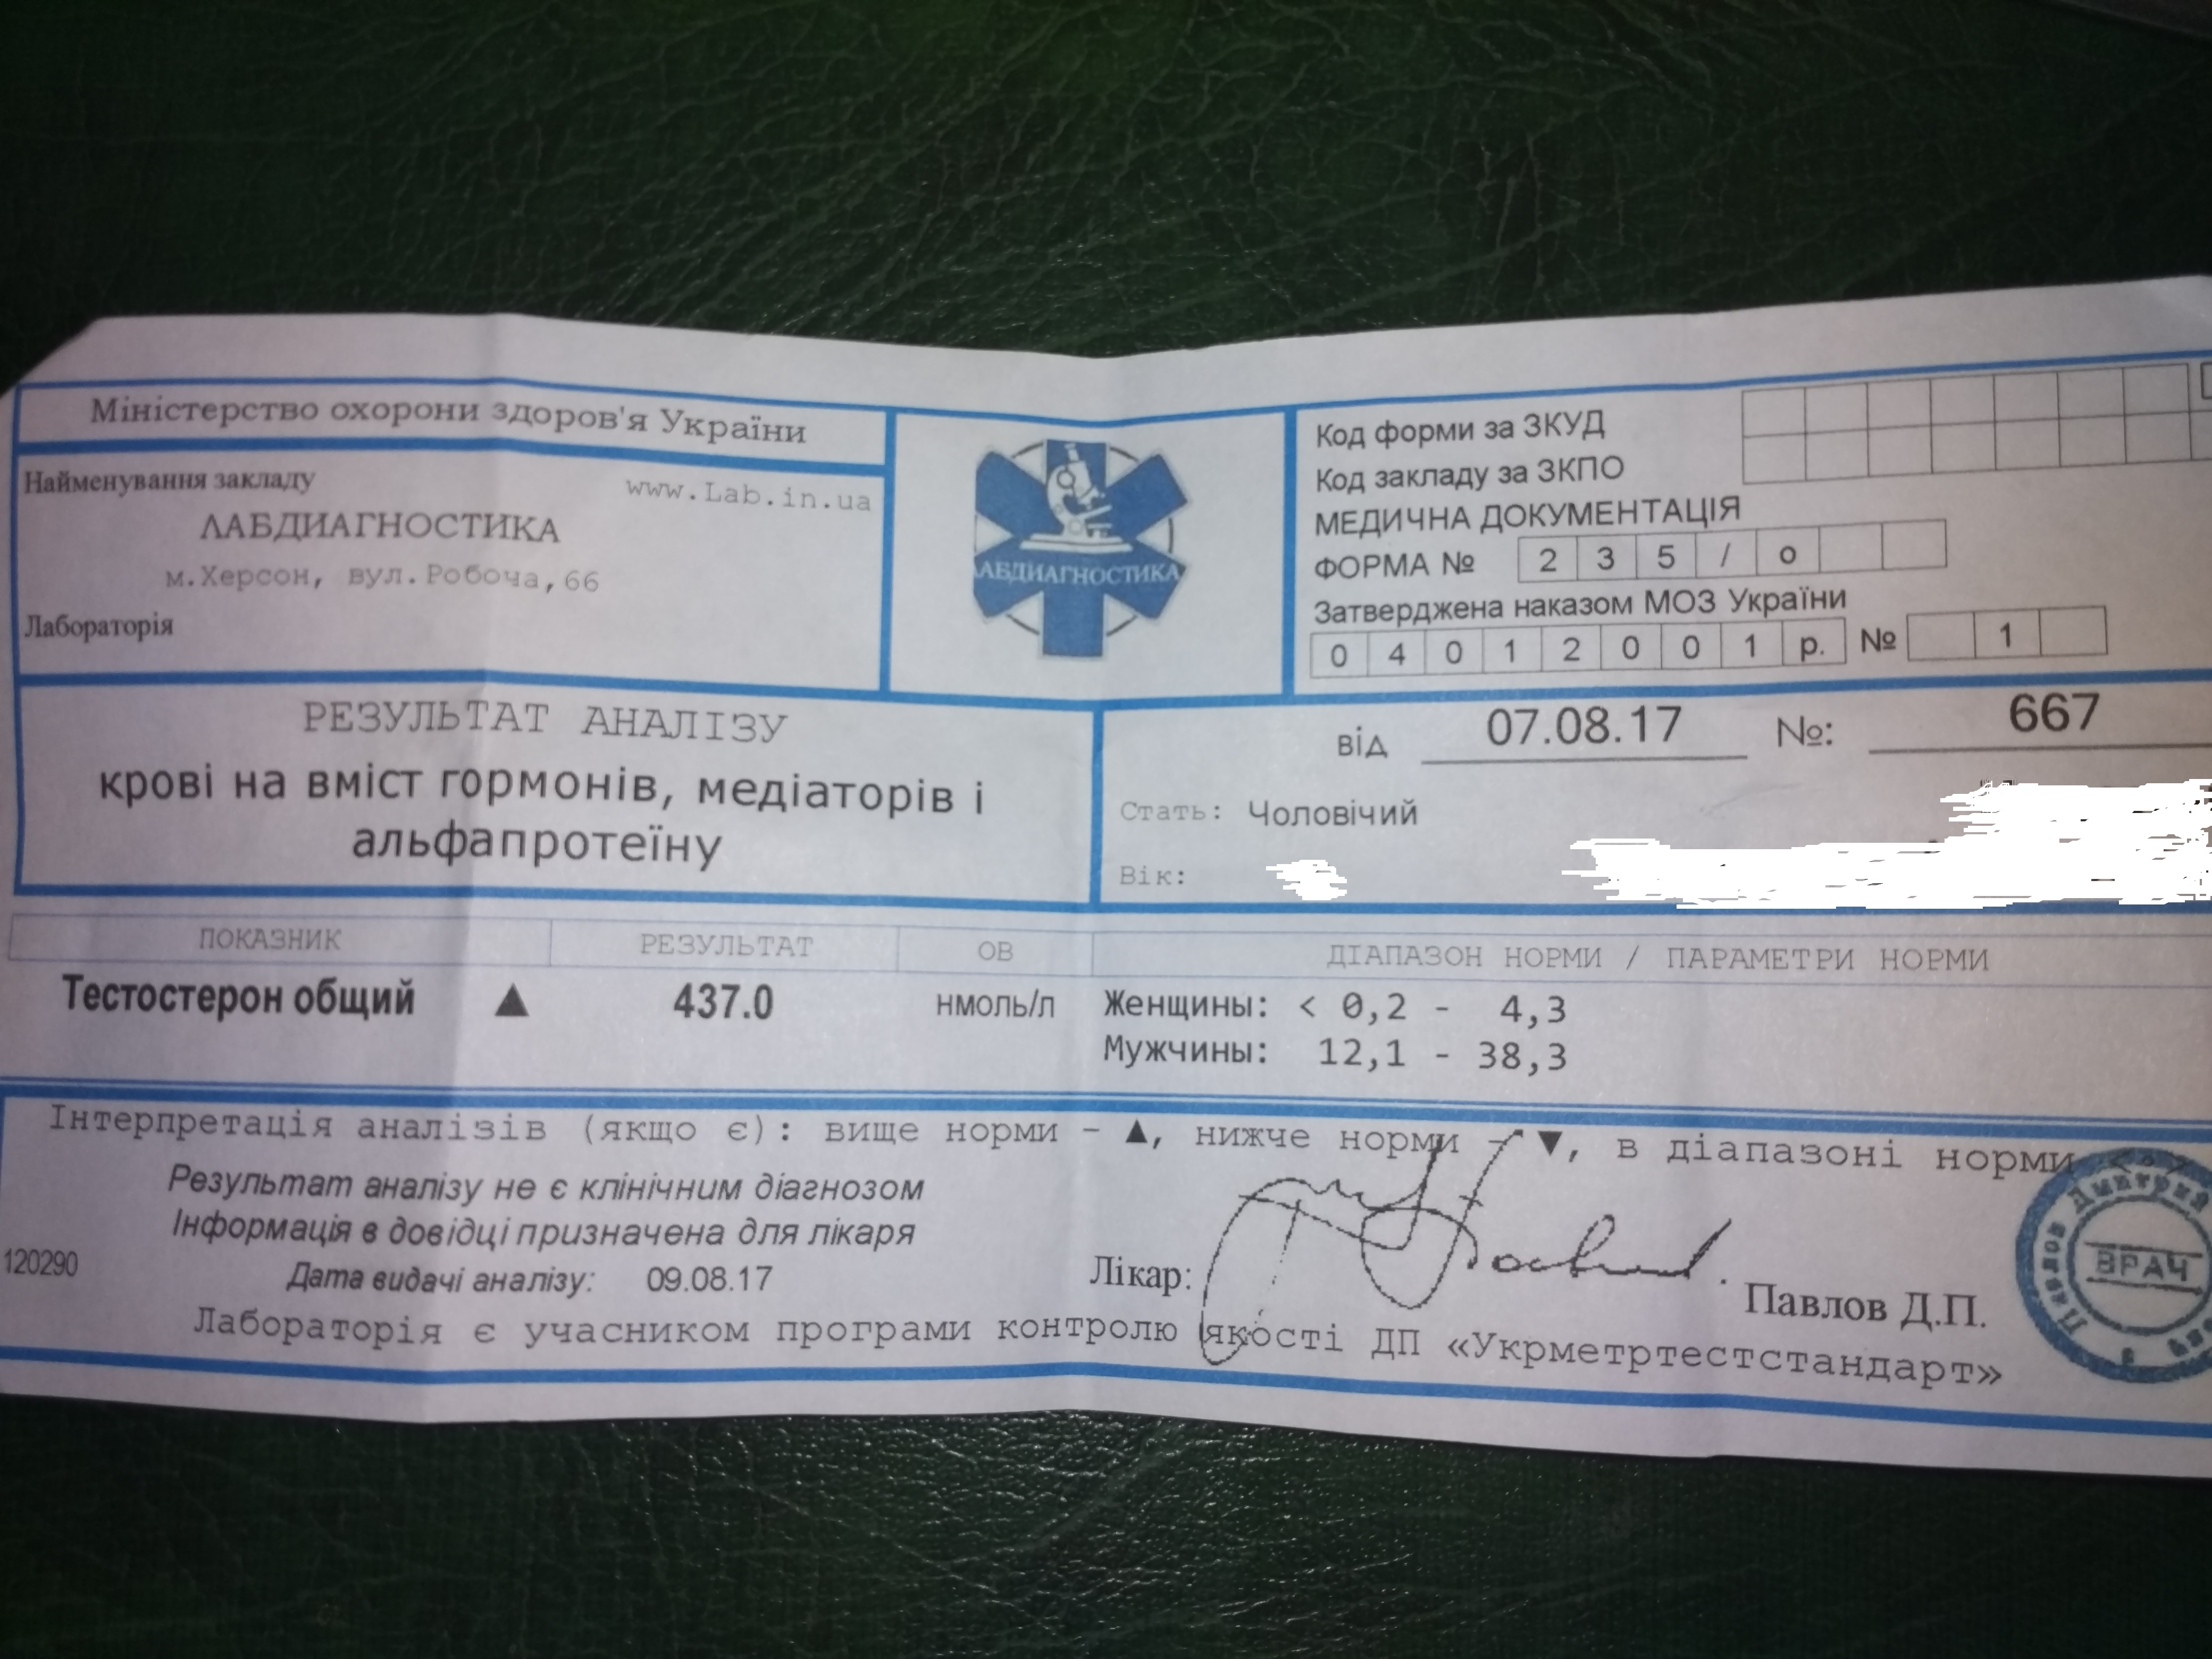 Міністерство охорони здоров'я України
Найменування закладу
www.Lab.in.ua
ЛАБДИАГНОСТИКА
м.Херсон, вул.Робоча,66
Лабораторія
АБДИАГНОСТИКА
Код форми за ЗКУД
Код закладу за ЗКПО
МЕДИЧНА ДОКУМЕНТАЦІЯ
ФОРМА № 2 3 5 / о
Затверджена наказом МОЗ України
0 4 0 1 2 0 0 1 р. № 1
РЕЗУЛЬТАТ АНАЛІЗУ
крові на вміст гормонів, медіаторів і
альфапротеїну
від 07.08.17 №: 667
Стать: Чоловічий
Вік:
ПОКАЗНИК РЕЗУЛЬТАТ ОВ ДІАПАЗОН НОРМИ / ПАРАМЕТРИ НОРМИ
Тестостерон общий ▲ 437.0 нмоль/л Женщины: < 0,2 - 4,3
Мужчины: 12,1 - 38,3
Інтерпретація аналізів (якщо є): вище норми - ▲, нижче норми - ▼, в діапазоні норми
Результат аналізу не є клінічним діагнозом
Інформація в довідці призначена для лікаря
120290
Дата видачі аналізу: 09.08.17
Лікар: Павлов Д.П.
Лабораторія є учасником програми контролю якості ДП «Укрметртестстандарт»
Павлов Дмитрий
ВРАЧ